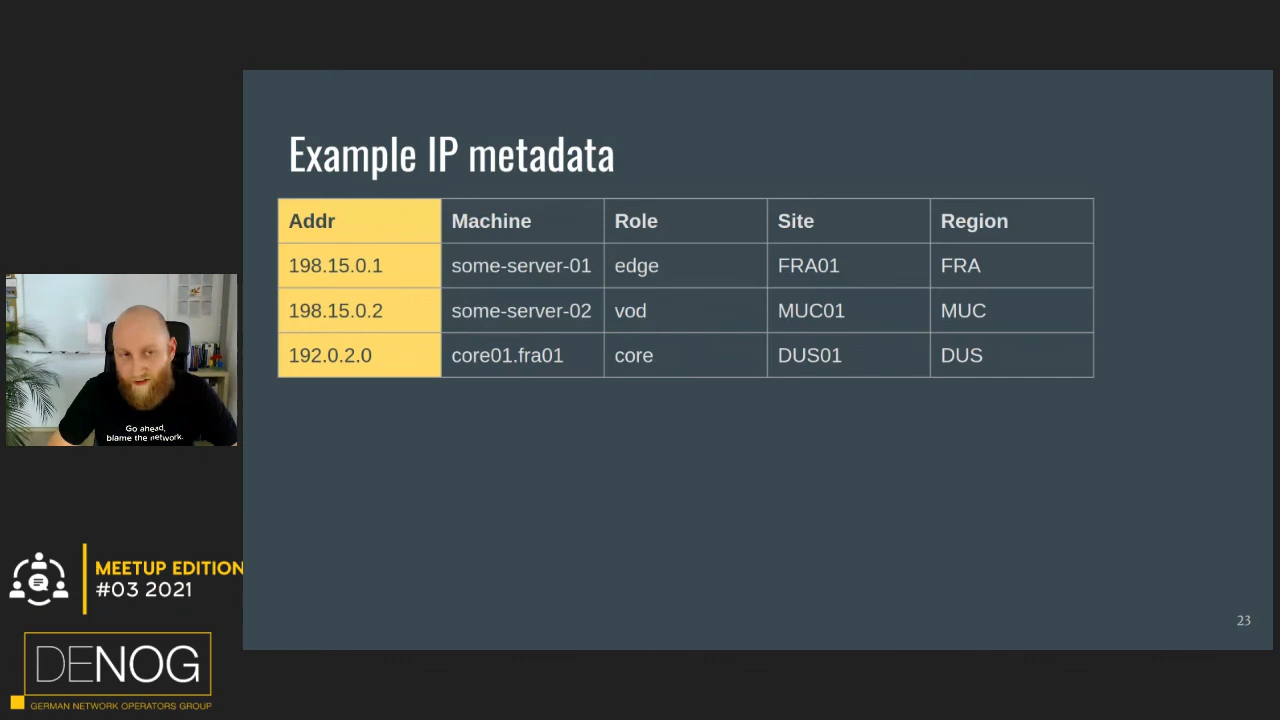 Example IP metadata
Addr Machine Role Site Region
198.15.0.1 some-server-01 edge FRA01 FRA
198.15.0.2 some-server-02 vod MUC01 MUC
192.0.2.0 core01.fra01 core DUS01 DUS
23
Go ahead,
blame the network.
MEETUP EDITION
#03 2021
DENOG
GERMAN NETWORK OPERATORS GROUP